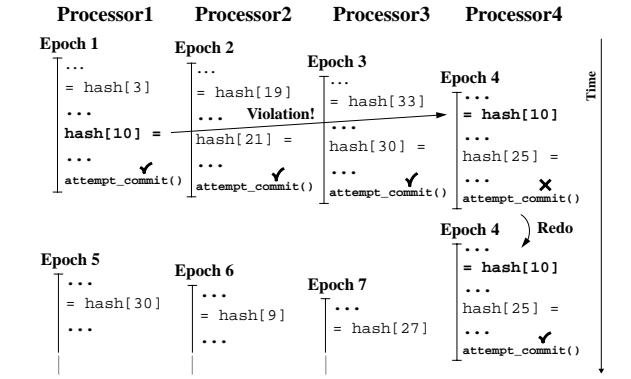 Processor1 Processor2 Processor3 Processor4
Epoch 1
...
= hash[3]
...
hash[10] =
...
attempt_commit()
Epoch 2
...
= hash[19]
...
hash[21] =
...
attempt_commit()
Epoch 3
...
= hash[33]
...
hash[30] =
...
attempt_commit()
Epoch 4
...
= hash[10]
...
hash[25] =
...
attempt_commit()
Violation!
Time
Redo
Epoch 5
...
= hash[30]
...
Epoch 6
...
= hash[9]
...
Epoch 7
...
= hash[27]
Epoch 4
...
= hash[10]
...
hash[25] =
...
attempt_commit()